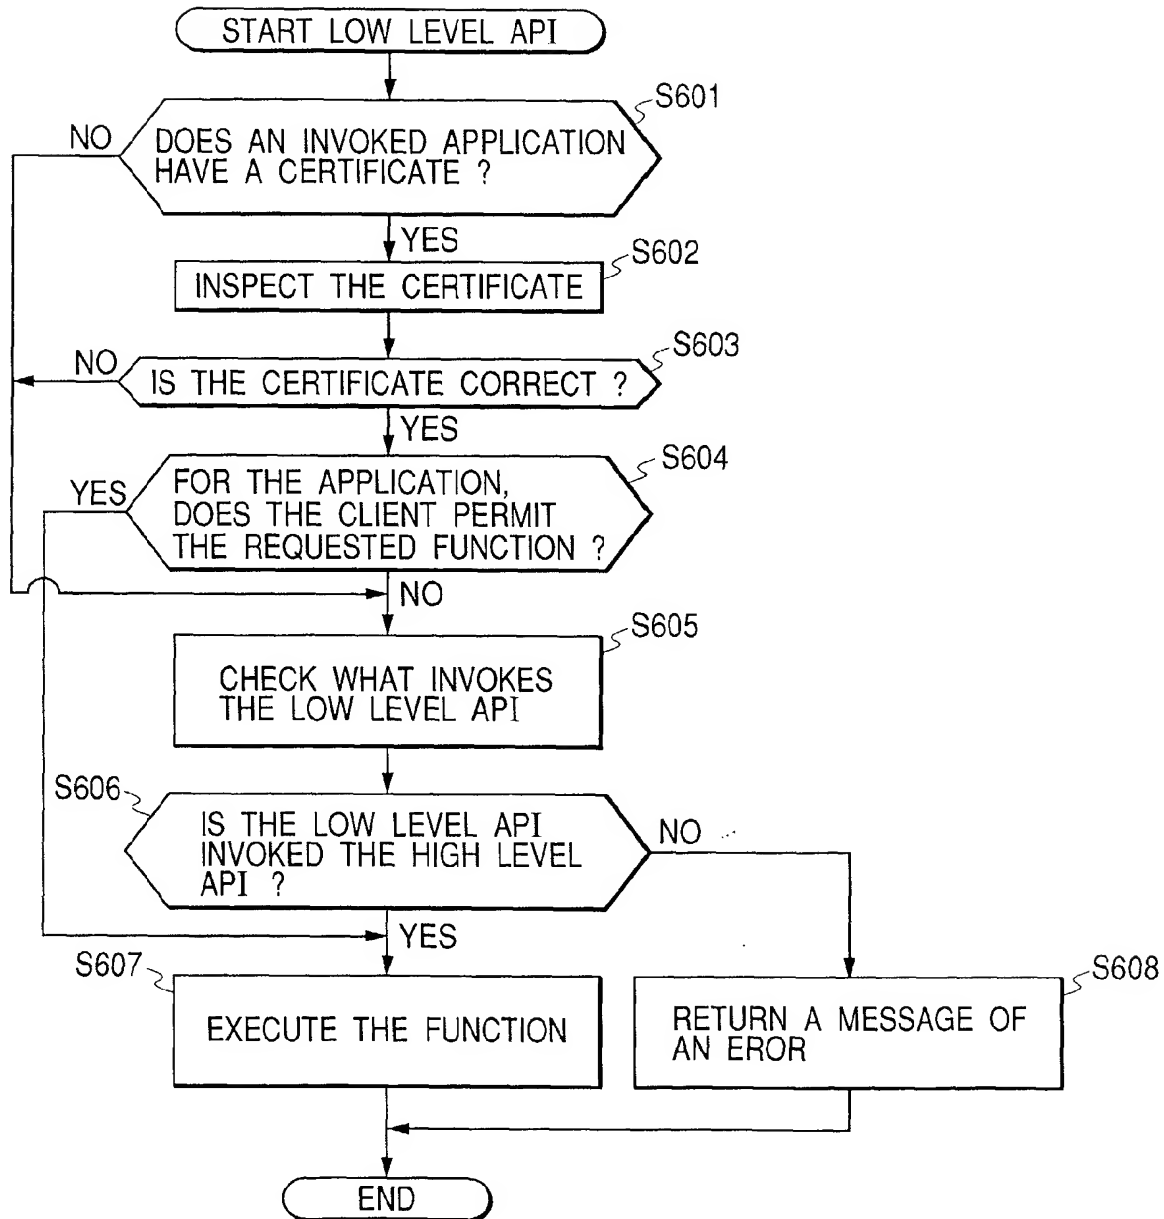 START LOW LEVEL API
S601
NO
DOES AN INVOKED APPLICATION
HAVE A CERTIFICATE ?
YES
S602
INSPECT THE CERTIFICATE
S603
NO
IS THE CERTIFICATE CORRECT ?
YES
S604
YES
FOR THE APPLICATION,
DOES THE CLIENT PERMIT
THE REQUESTED FUNCTION ?
NO
S605
CHECK WHAT INVOKES
THE LOW LEVEL API
S606
IS THE LOW LEVEL API
INVOKED THE HIGH LEVEL
API ?
NO
YES
S607
EXECUTE THE FUNCTION
S608
RETURN A MESSAGE OF
AN EROR
END